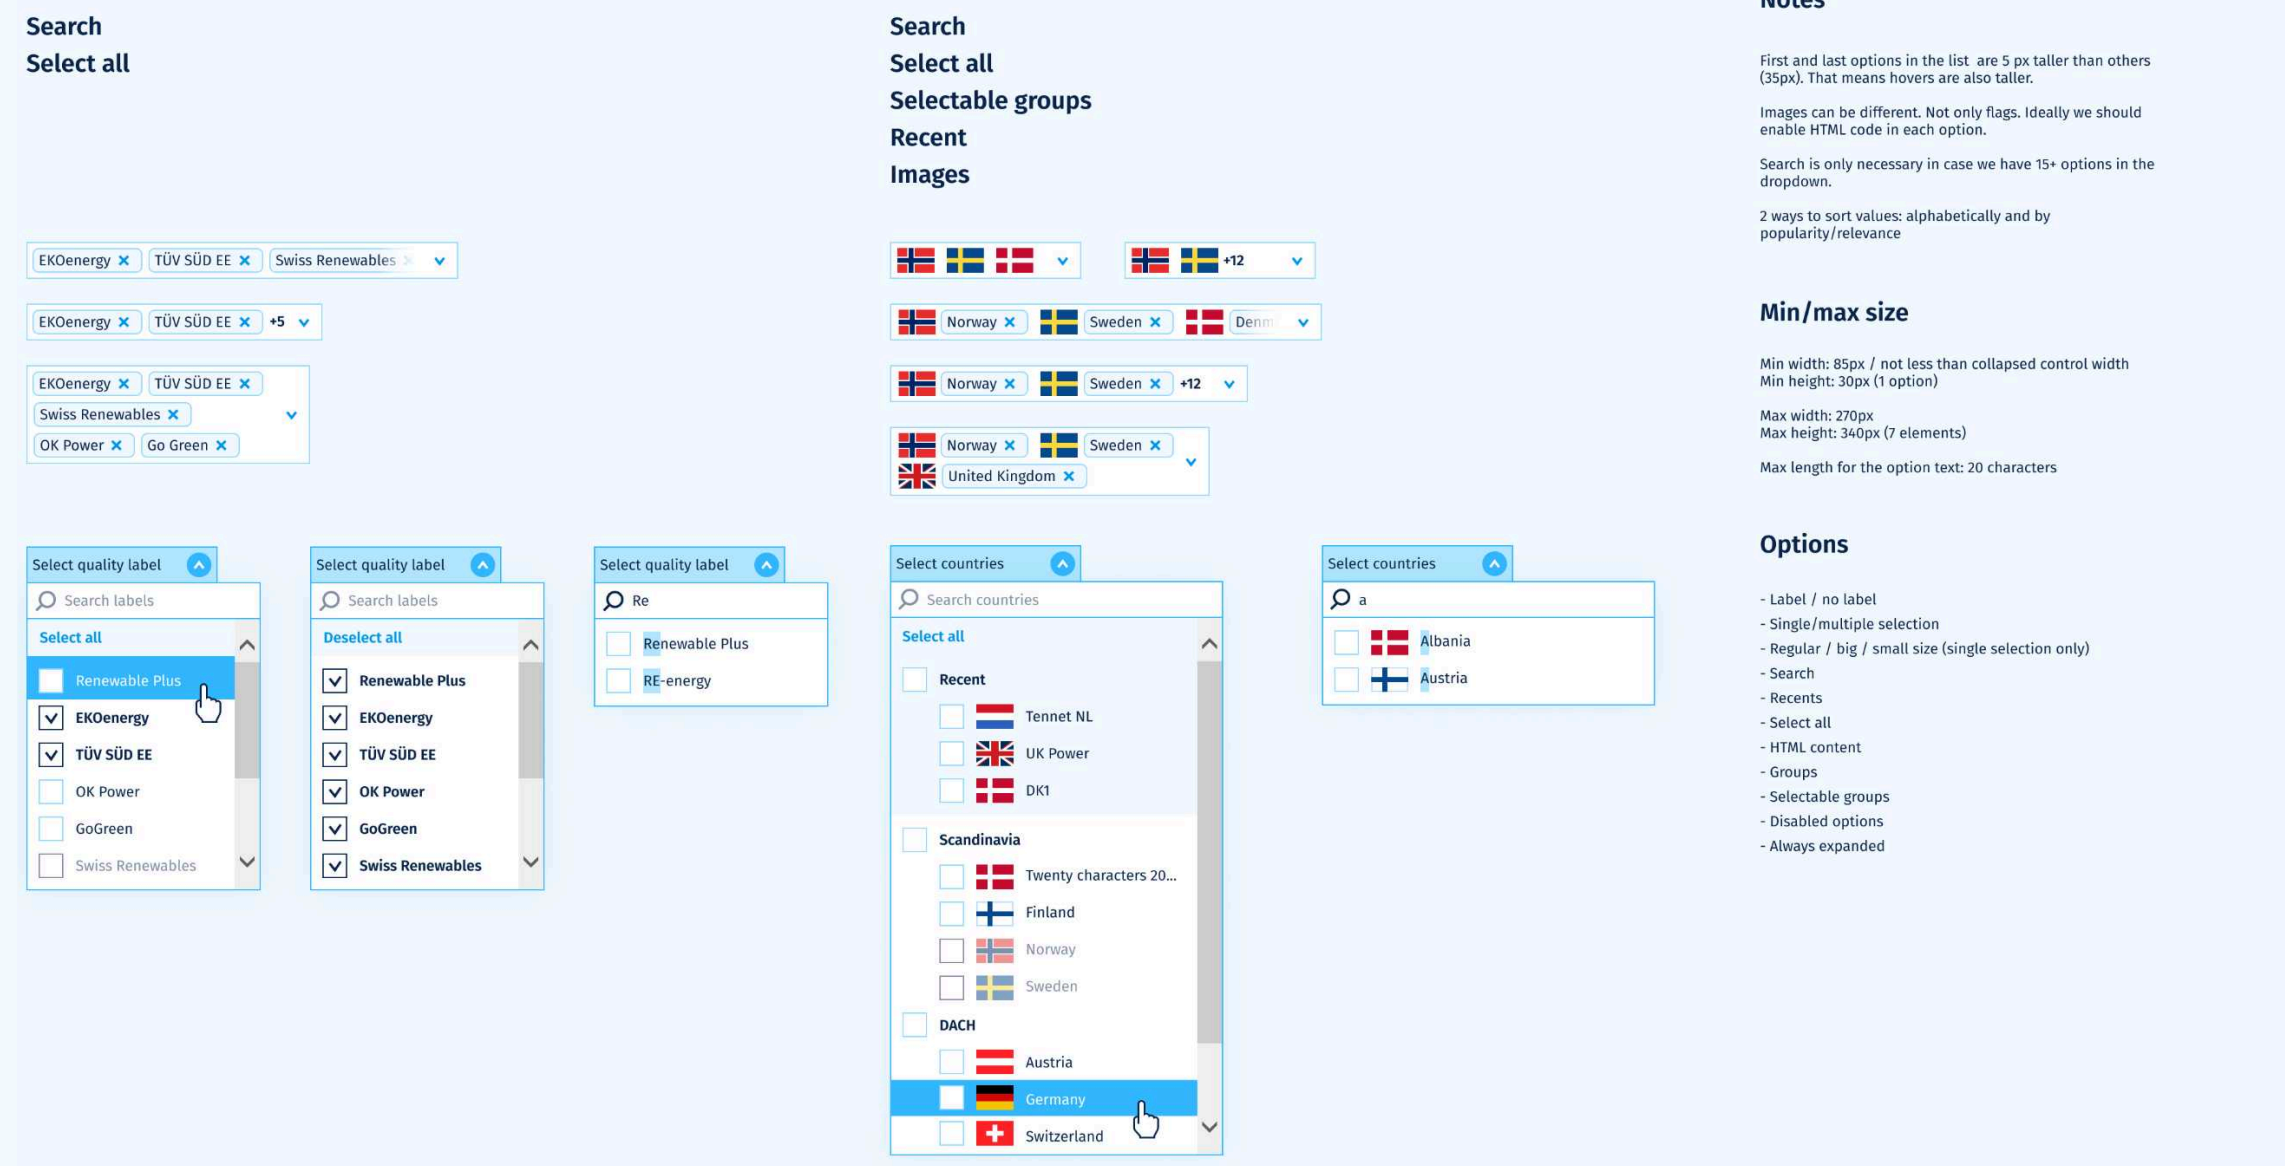 Search
Select all
EKOenergy TÜV SÜD EE Swiss Renewables
EKOenergy TÜV SÜD EE +5
EKOenergy TÜV SÜD EE
Swiss Renewables
OK Power Go Green
Select quality label
Search labels
Select all
Renewable Plus
EKOenergy
TÜV SÜD EE
OK Power
GoGreen
Swiss Renewables
Select quality label
Search labels
Deselect all
Renewable Plus
EKOenergy
TÜV SÜD EE
OK Power
GoGreen
Swiss Renewables
Select quality label
Re
Renewable Plus
RE-energy
Search
Select all
Selectable groups
Recent
Images
+12
Norway Sweden Denm
Norway Sweden +12
Norway Sweden
United Kingdom
Select countries
Search countries
Select all
Recent
Tennet NL
UK Power
DK1
Scandinavia
Twenty characters 20...
Finland
Norway
Sweden
DACH
Austria
Germany
Switzerland
Select countries
a
Albania
Austria
Notes
First and last options in the list are 5 px taller than others
(35px). That means hovers are also taller.
Images can be different. Not only flags. Ideally we should
enable HTML code in each option.
Search is only necessary in case we have 15+ options in the
dropdown.
2 ways to sort values: alphabetically and by
popularity/relevance
Min/max size
Min width: 85px / not less than collapsed control width
Min height: 30px (1 option)
Max width: 270px
Max height: 340px (7 elements)
Max length for the option text: 20 characters
Options
- Label / no label
- Single/multiple selection
- Regular / big / small size (single selection only)
- Search
- Recents
- Select all
- HTML content
- Groups
- Selectable groups
- Disabled options
- Always expanded